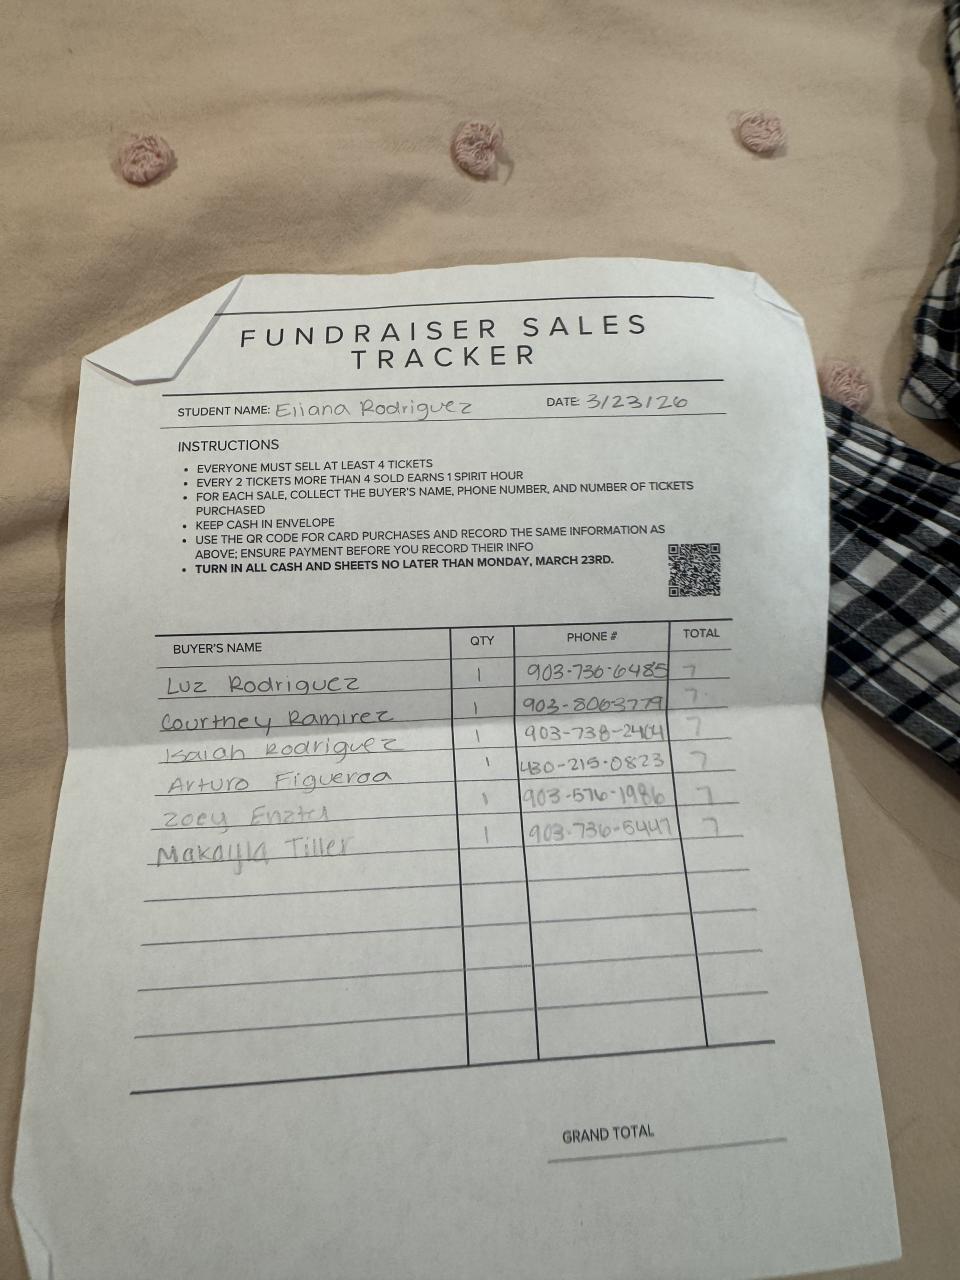 FUNDRAISER SALES
TRACKER
STUDENT NAME: Eliana Rodriguez DATE: 3/23/26
INSTRUCTIONS
• EVERYONE MUST SELL AT LEAST 4 TICKETS
• EVERY 2 TICKETS MORE THAN 4 SOLD EARNS 1 SPIRIT HOUR
• FOR EACH SALE, COLLECT THE BUYER'S NAME, PHONE NUMBER, AND NUMBER OF TICKETS
PURCHASED
• KEEP CASH IN ENVELOPE
• USE THE QR CODE FOR CARD PURCHASES AND RECORD THE SAME INFORMATION AS
ABOVE; ENSURE PAYMENT BEFORE YOU RECORD THEIR INFO
• TURN IN ALL CASH AND SHEETS NO LATER THAN MONDAY, MARCH 23RD.
BUYER'S NAME QTY PHONE # TOTAL
Luz Rodriguez 1 903-736-6485 7
Courtney Ramirez 1 903-806-3779 7
Isaiah Rodriguez 1 903-738-2464 7
Arturo Figueroa 1 480-215-0823 7
Zoey 1 903-576-1986 7
Makayla Tiller 1 903-736-5447 7
GRAND TOTAL